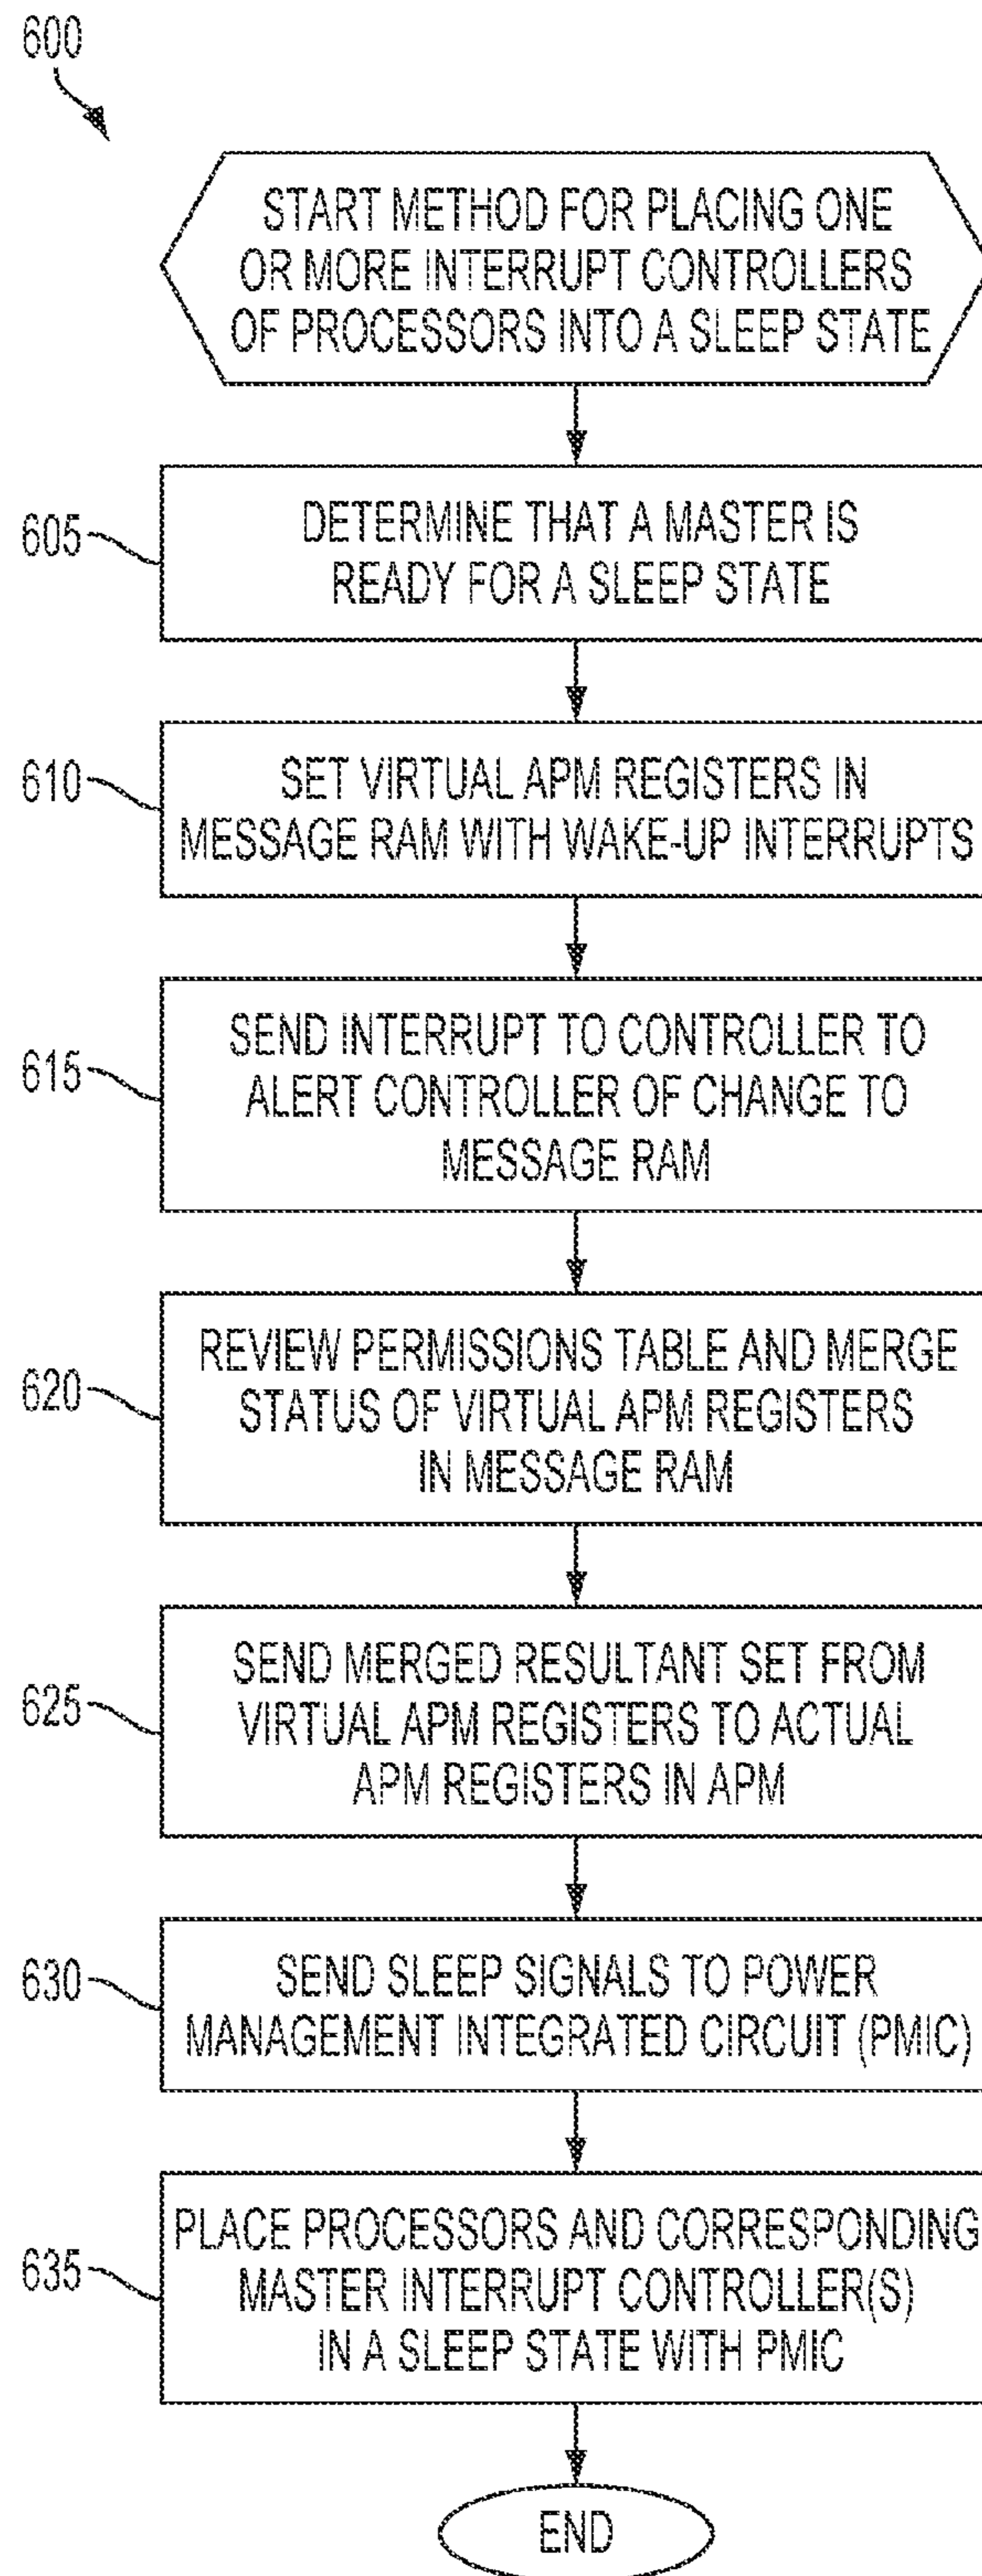 600
START METHOD FOR PLACING ONE
OR MORE INTERRUPT CONTROLLERS
OF PROCESSORS INTO A SLEEP STATE
605
DETERMINE THAT A MASTER IS
READY FOR A SLEEP STATE
610
SET VIRTUAL APM REGISTERS IN
MESSAGE RAM WITH WAKE-UP INTERRUPTS
615
SEND INTERRUPT TO CONTROLLER TO
ALERT CONTROLLER OF CHANGE TO
MESSAGE RAM
620
REVIEW PERMISSIONS TABLE AND MERGE
STATUS OF VIRTUAL APM REGISTERS
IN MESSAGE RAM
625
SEND MERGED RESULTANT SET FROM
VIRTUAL APM REGISTERS TO ACTUAL
APM REGISTERS IN APM
630
SEND SLEEP SIGNALS TO POWER
MANAGEMENT INTEGRATED CIRCUIT (PMIC)
635
PLACE PROCESSORS AND CORRESPONDING
MASTER INTERRUPT CONTROLLER(S)
IN A SLEEP STATE WITH PMIC
END